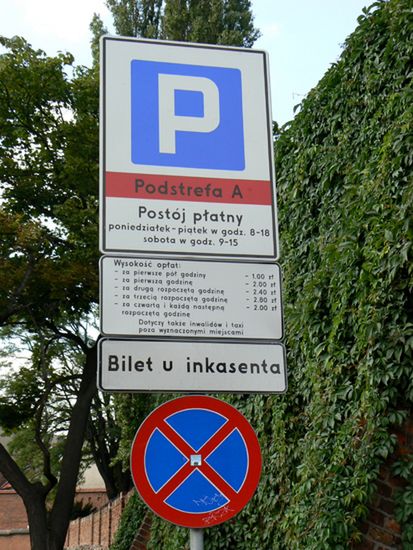 P
Podstrefa A
Postój płatny
poniedziałek - piątek w godz. 8-18
sobota w godz. 9-15
Wysokość opłat:
- za pierwsze pół godziny - 1.00 zł
- za pierwszą godzinę - 2.00 zł
- za drugą rozpoczętą godzinę - 2.40 zł
- za trzecią rozpoczętą godzinę - 2.80 zł
- za czwartą i każdą następną - 2.00 zł
rozpoczętą godzinę
Dotyczy także inwalidów i taxi
poza wyznaczonymi miejscami
Bilet u inkasenta